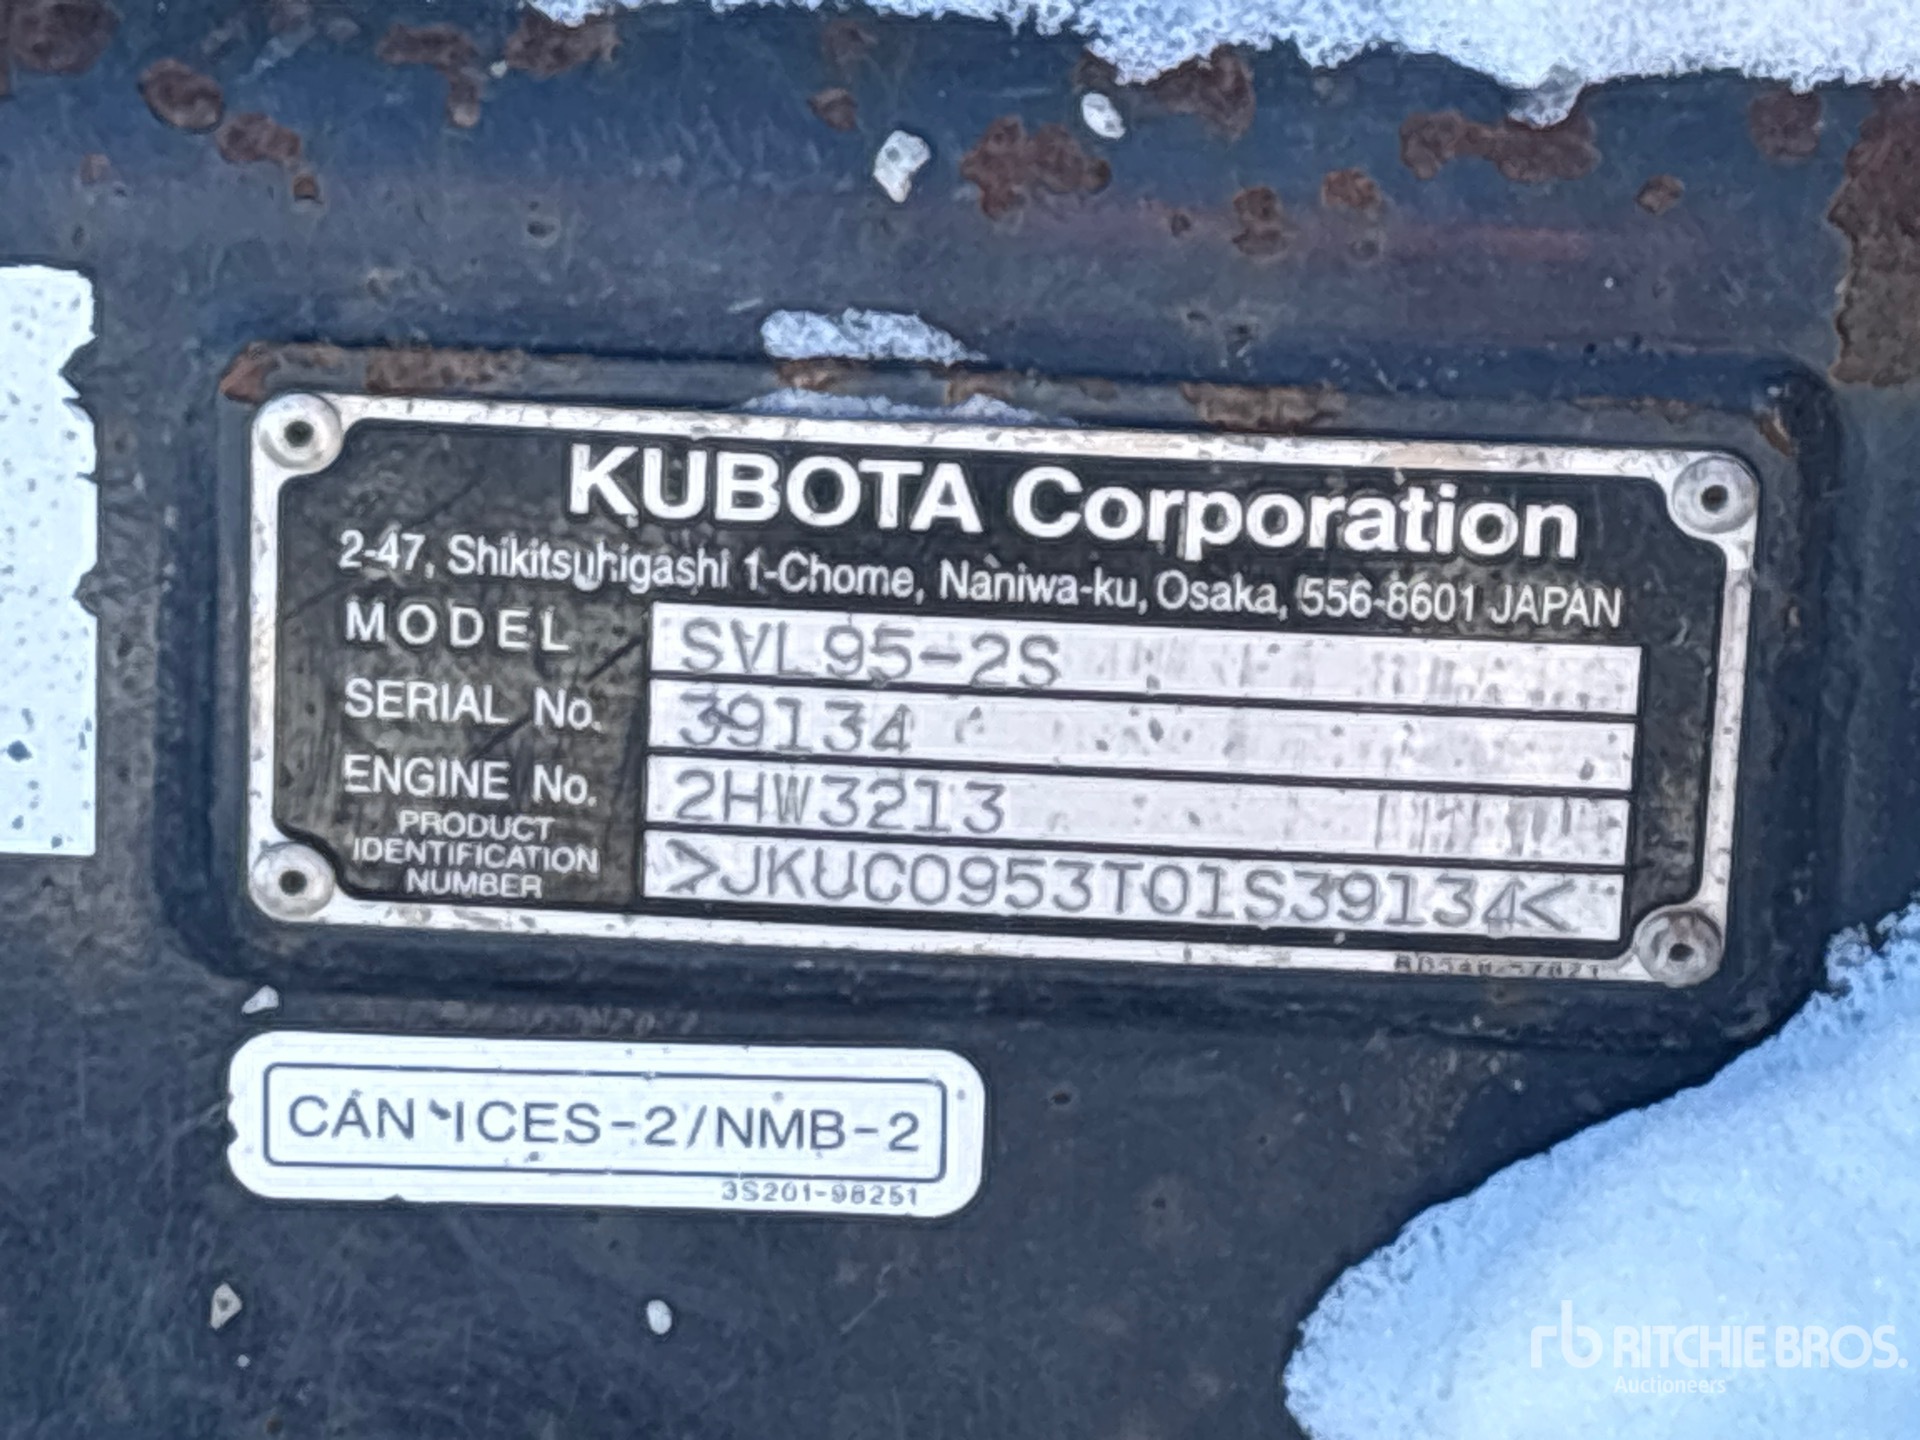 KUBOTA Corporation
2-47, Shikitsuhigashi 1-Chome, Naniwa-ku, Osaka, 556-8601 JAPAN
MODEL SVL95-2S
SERIAL No. 39134
ENGINE No. 2HW3213
PRODUCT
IDENTIFICATION
NUMBER
>JKUC0953T01S39134<
CAN ICES-2/NMB-2
3S201-98251
rb RITCHIE BROS.
Auctioneers